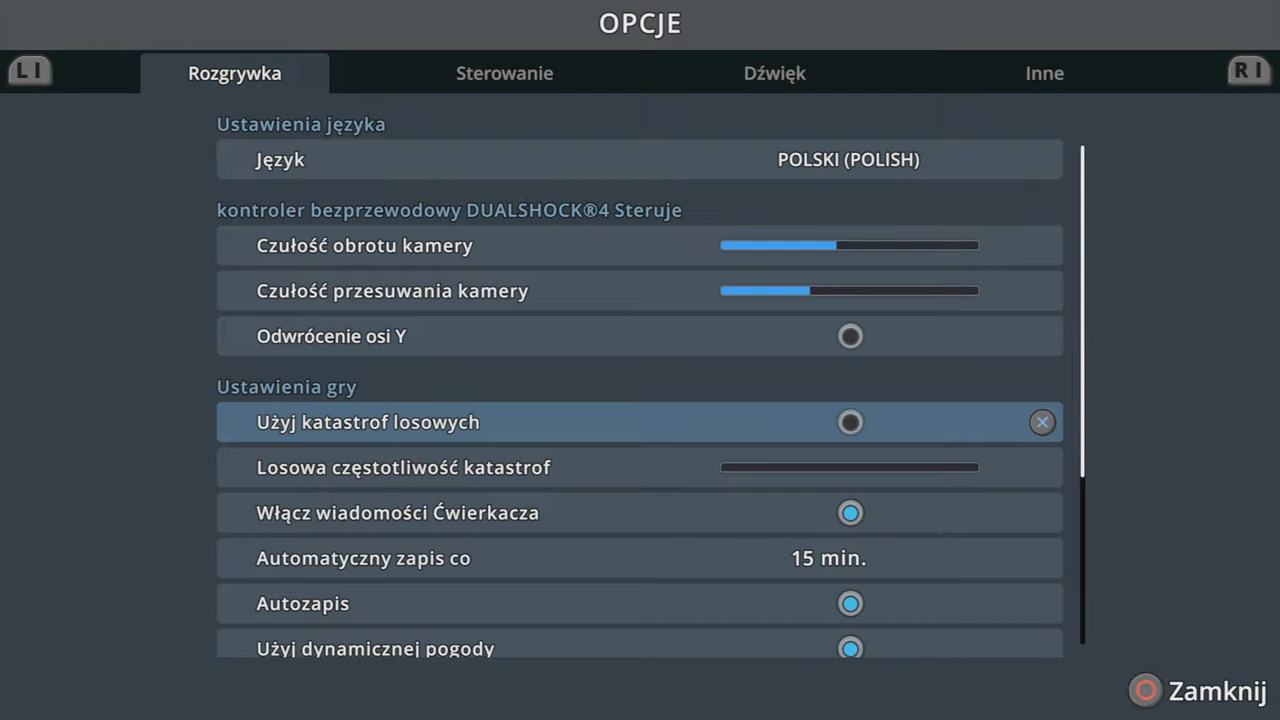 OPCJE
L1 Rozgrywka Sterowanie Dźwięk Inne R1
Ustawienia języka
Język POLSKI (POLISH)
kontroler bezprzewodowy DUALSHOCK®4 Steruje
Czułość obrotu kamery
Czułość przesuwania kamery
Odwrócenie osi Y
Ustawienia gry
Użyj katastrof losowych
Losowa częstotliwość katastrof
Włącz wiadomości Ćwierkacza
Automatyczny zapis co 15 min.
Autozapis
Użyj dynamicznej pogody
Zamknij